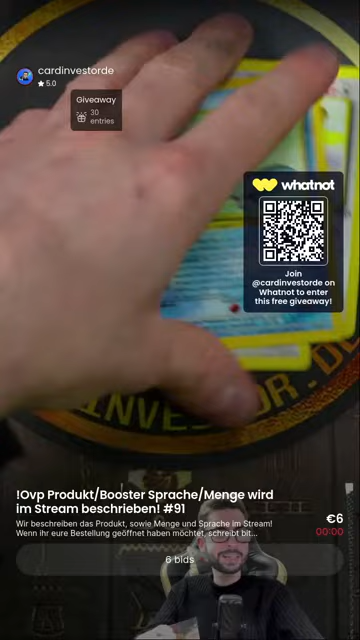 cardinvestorde
★ 5.0
Giveaway
30
entries
whatnot
Join
@cardinvestorde on
Whatnot to enter
this free giveaway!
!Ovp Produkt/Booster Sprache/Menge wird
im Stream beschrieben! #91
€6
Wir beschreiben das Produkt, sowie Menge und Sprache im Stream!
Wenn ihr eure Bestellung geöffnet haben möchtet, schreibt bit...
00:00
6 bids